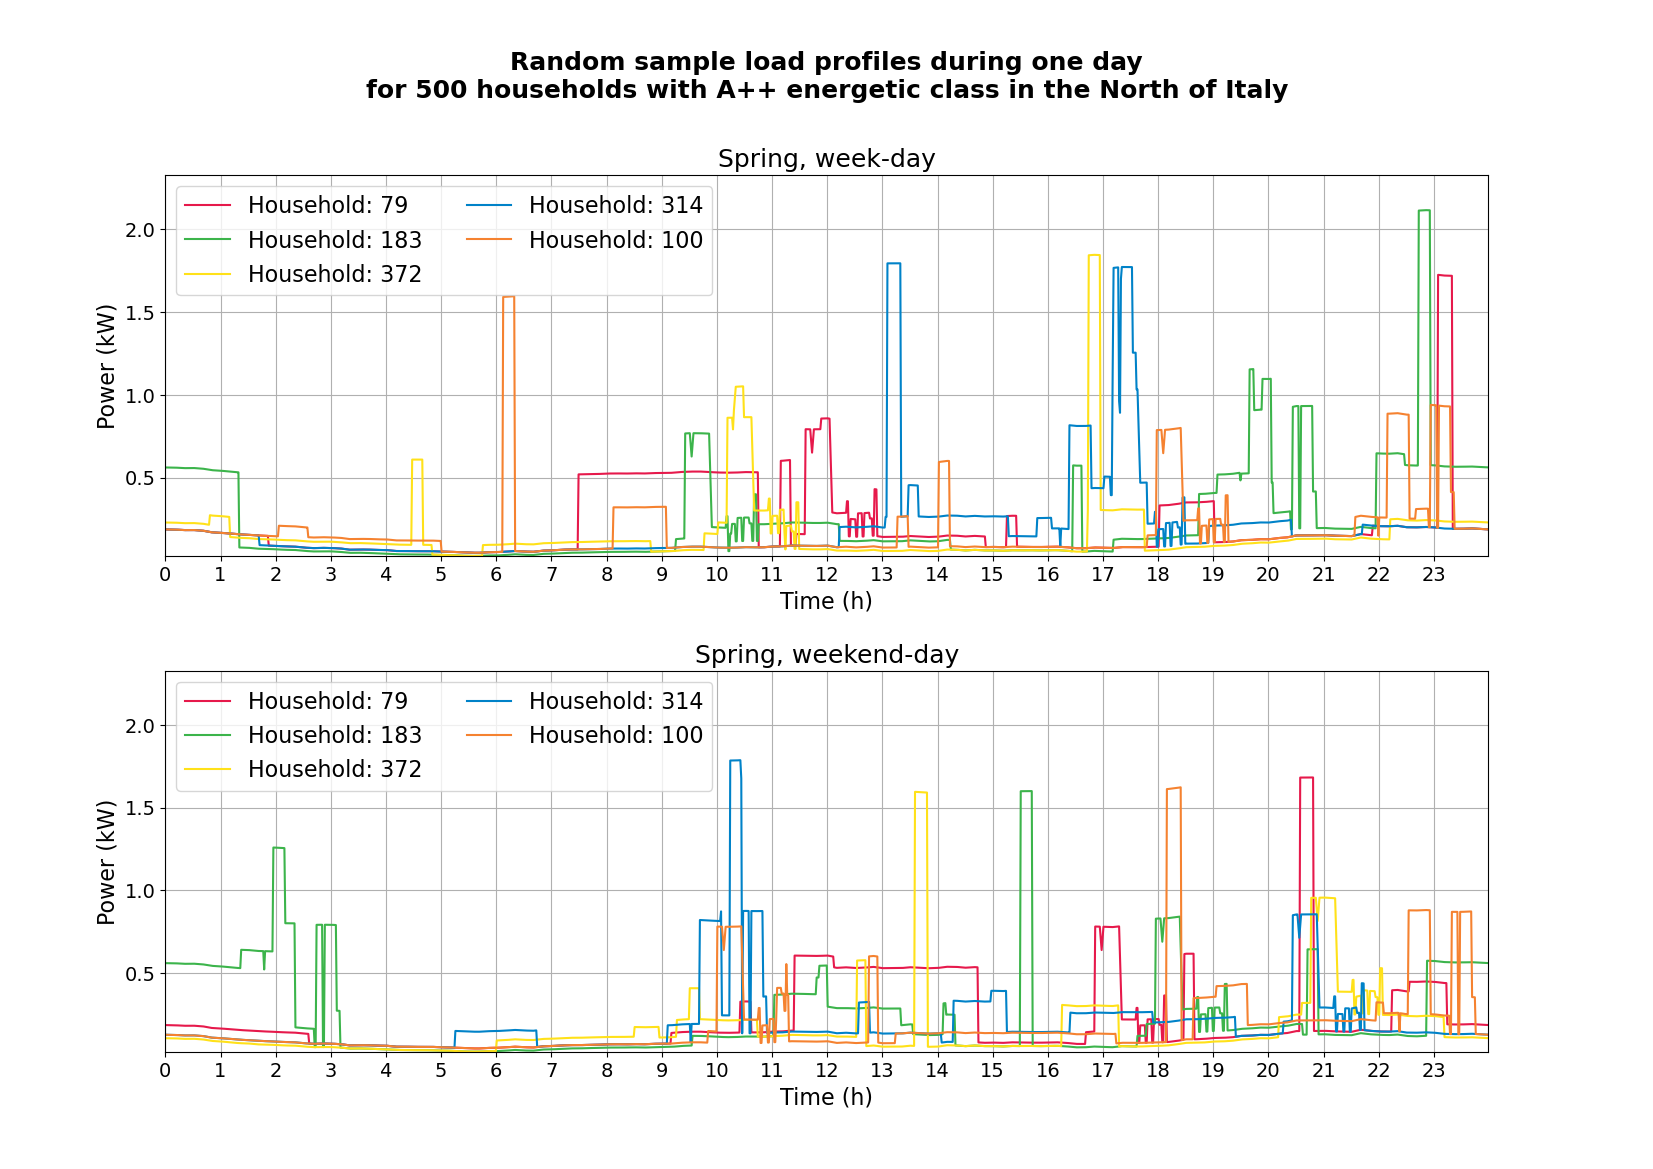 Random sample load profiles during one day
for 500 households with A++ energetic class in the North of Italy
Spring, week-day
Household: 79
Household: 183
Household: 372
Household: 314
Household: 100
2.0
1.5
1.0
0.5
Power (kW)
0 1 2 3 4 5 6 7 8 9 10 11 12 13 14 15 16 17 18 19 20 21 22 23
Time (h)
Spring, weekend-day
Household: 79
Household: 183
Household: 372
Household: 314
Household: 100
2.0
1.5
1.0
0.5
Power (kW)
0 1 2 3 4 5 6 7 8 9 10 11 12 13 14 15 16 17 18 19 20 21 22 23
Time (h)